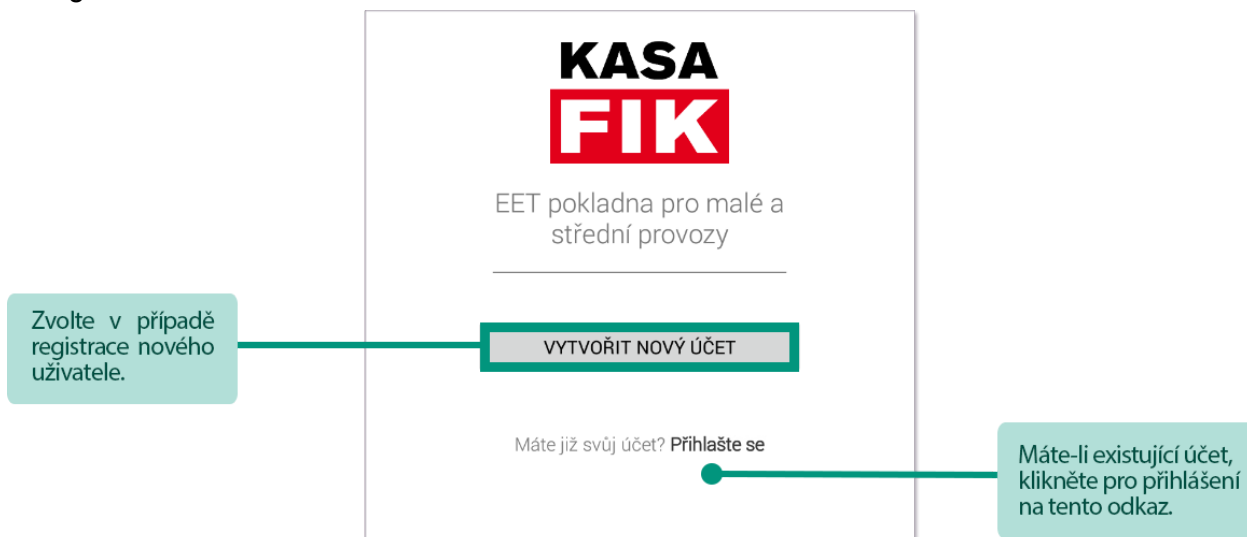 KASA
FIK
EET pokladna pro malé a
střední provozy
Zvolte v případě
registrace nového
uživatele.
VYTVOŘIT NOVÝ ÚČET
Máte již svůj účet? Přihlašte se
Máte-li existující účet,
klikněte pro přihlášení
na tento odkaz.